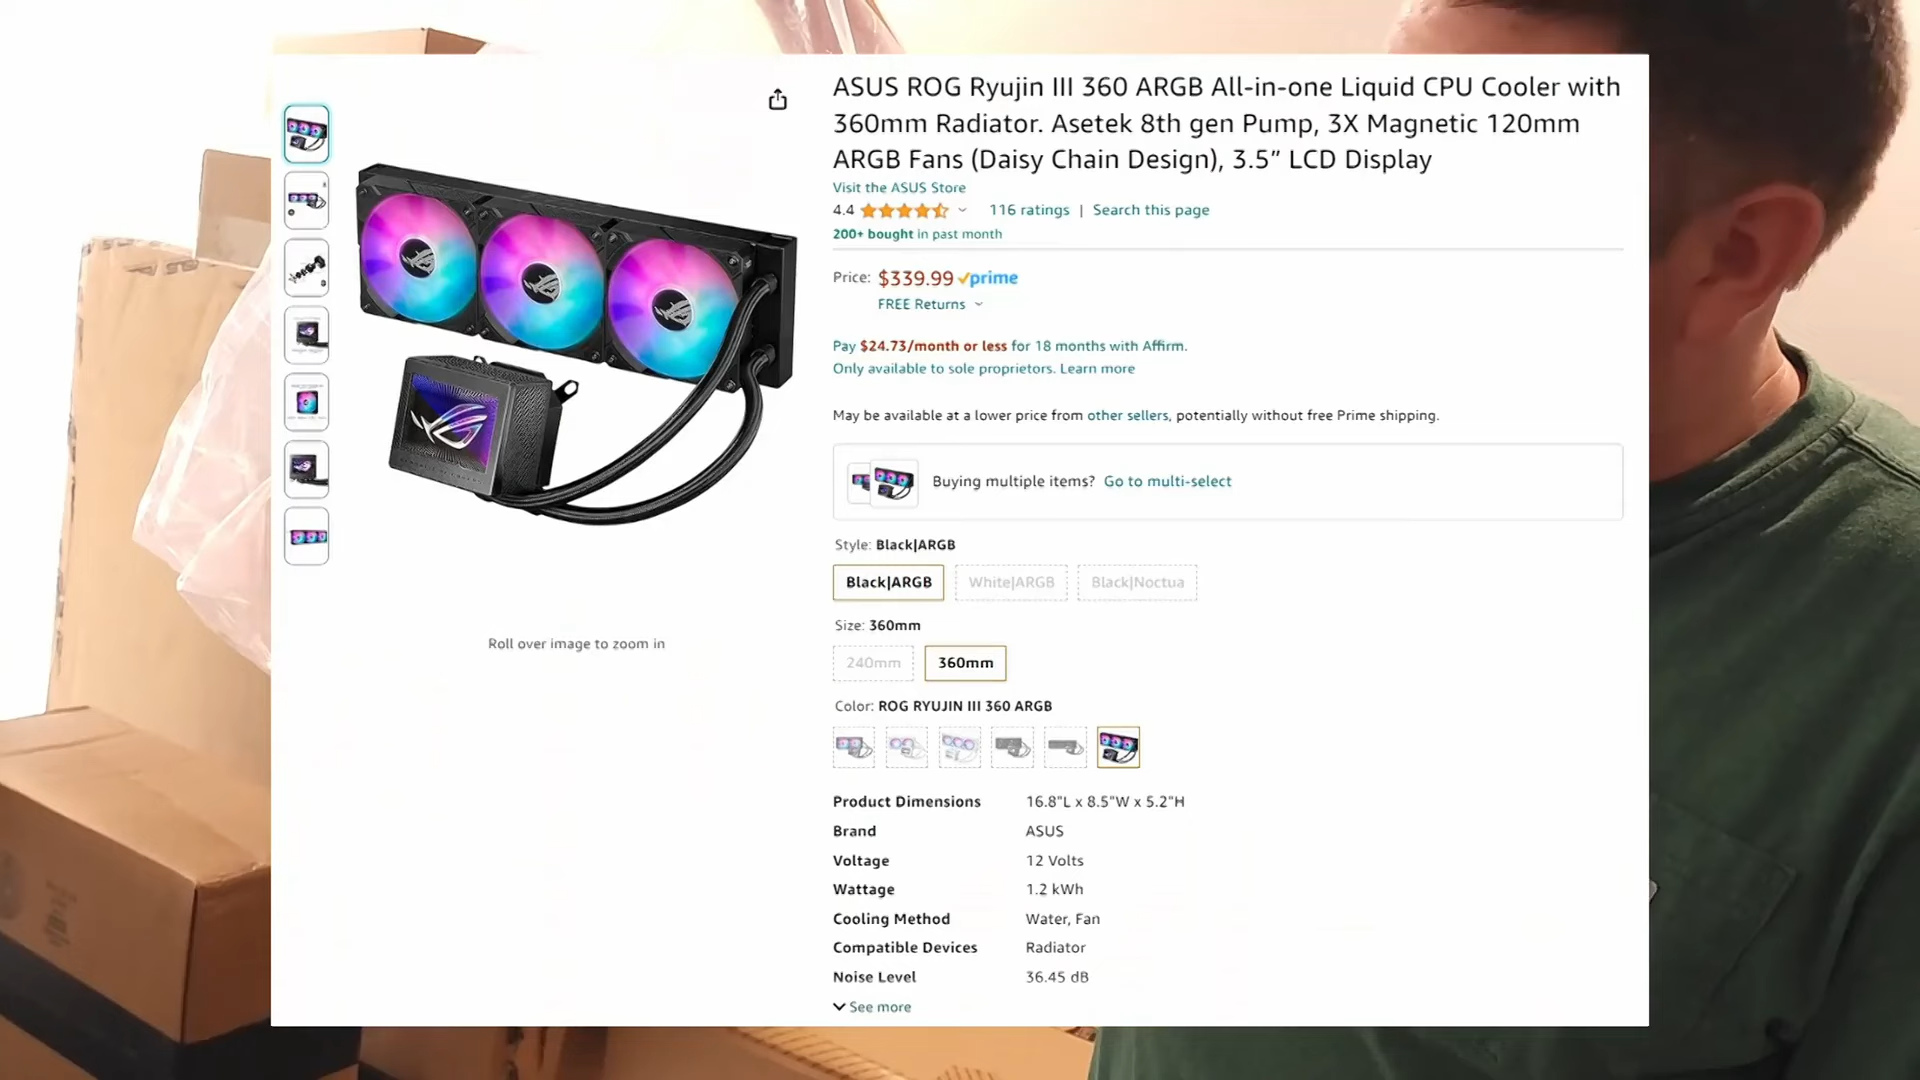 ASUS ROG Ryujin III 360 ARGB All-in-one Liquid CPU Cooler with
360mm Radiator. Asetek 8th gen Pump, 3X Magnetic 120mm
ARGB Fans (Daisy Chain Design), 3.5” LCD Display
Visit the ASUS Store
4.4 116 ratings | Search this page
200+ bought in past month
Price: $339.99 prime
FREE Returns
Pay $24.73/month or less for 18 months with Affirm.
Only available to sole proprietors. Learn more
May be available at a lower price from other sellers, potentially without free Prime shipping.
Buying multiple items? Go to multi-select
Style: Black|ARGB
Black|ARGB White|ARGB Black|Noctua
Size: 360mm
Roll over image to zoom in
240mm 360mm
Color: ROG RYUJIN III 360 ARGB
Product Dimensions 16.8"L x 8.5"W x 5.2"H
Brand ASUS
Voltage 12 Volts
Wattage 1.2 kWh
Cooling Method Water, Fan
Compatible Devices Radiator
Noise Level 36.45 dB
See more